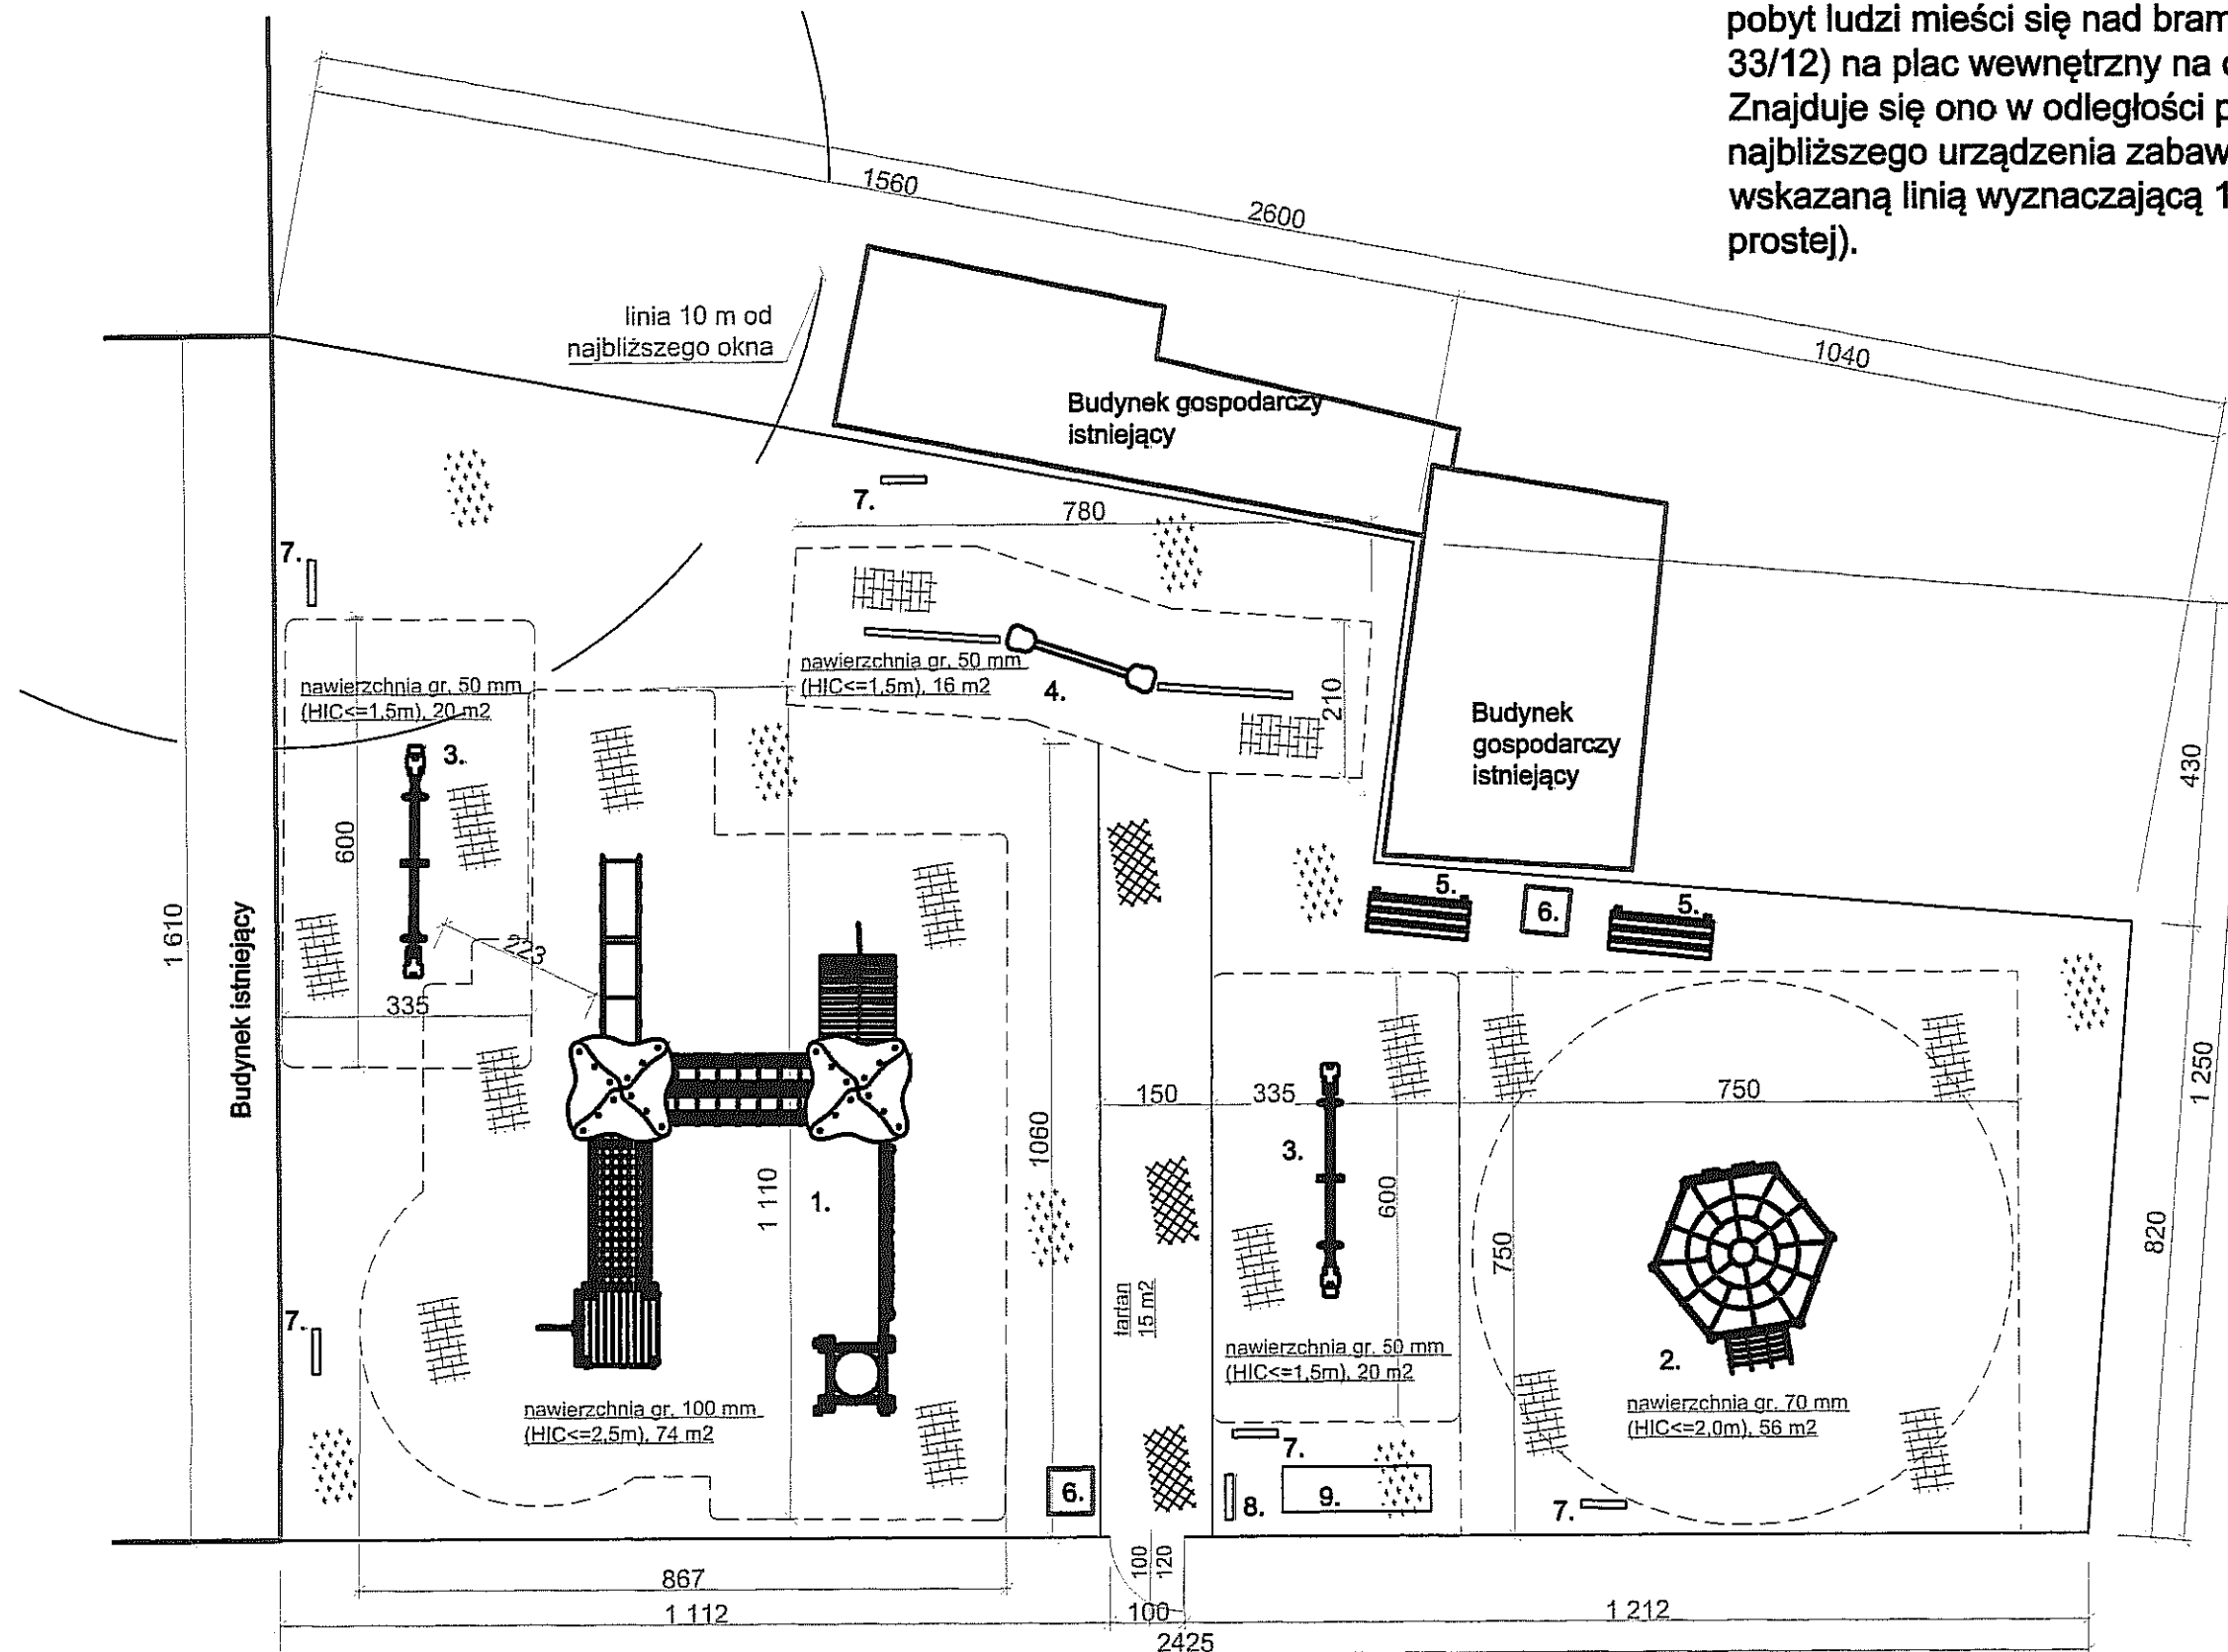 pobyt ludzi mieści się nad bram
33/12) na plac wewnętrzny na
Znajduje się ono w odległości
najbliższego urządzenia zabaw
wskazaną linią wyznaczającą 1
prostej).
1560
2600
1040
linia 10 m od
najbliższego okna
Budynek gospodarczy
istniejący
7.
780
7.
nawierzchnia gr. 50 mm
(HIC<=1,5m), 20 m2
nawierzchnia gr. 50 mm
(HIC<=1,5m), 16 m2
4.
210
Budynek
gospodarczy
istniejący
430
3.
600
1 610
Budynek istniejący
223
335
5.
6.
5.
150
335
750
1 250
1060
3.
1 110
1.
600
750
820
tartan
15 m2
7.
2.
nawierzchnia gr. 50 mm
(HIC<=1,5m), 20 m2
nawierzchnia gr. 70 mm
(HIC<=2,0m), 56 m2
nawierzchnia gr. 100 mm
(HIC<=2,5m), 74 m2
7.
6.
8.
9.
7.
100
120
867
1 112
100
1 212
2425